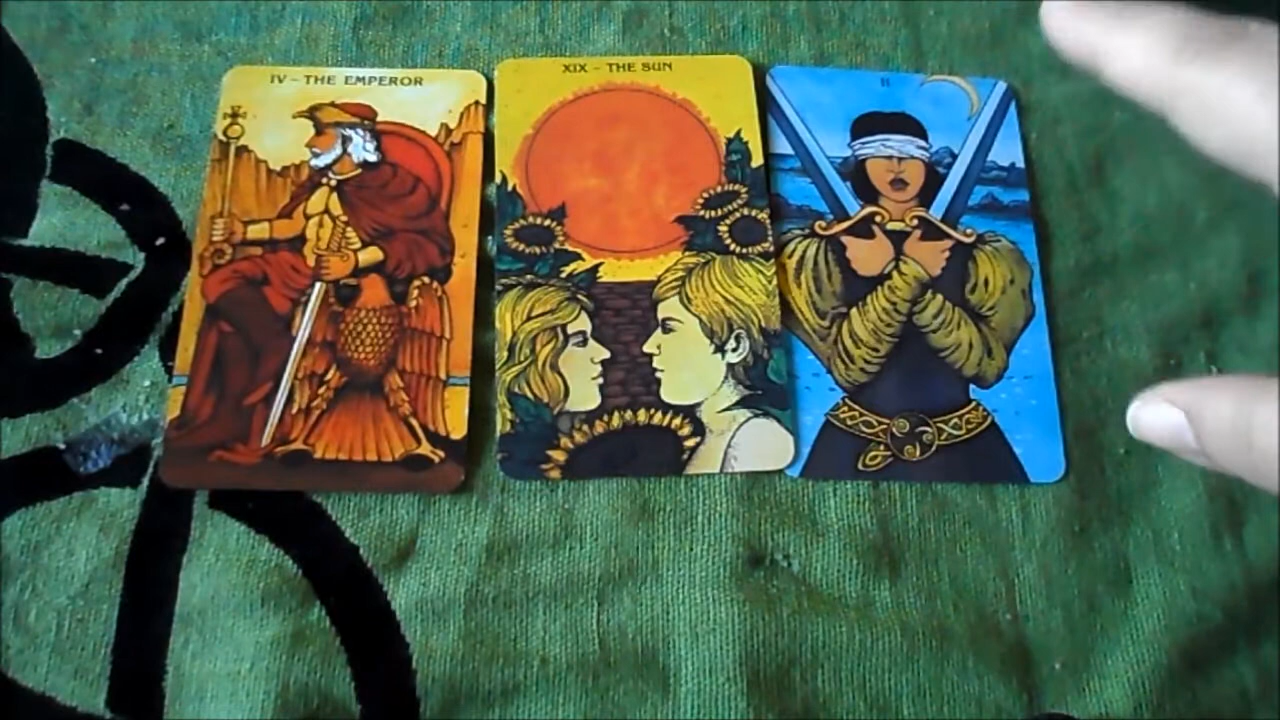 IV – THE EMPEROR
XIX – THE SUN
II